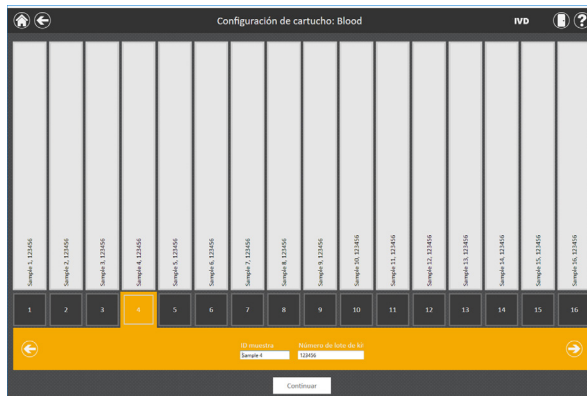 Configuración de cartucho: Blood
IVD
?
Sample 1, 123456
Sample 2, 123456
Sample 3, 123456
Sample 4, 123456
Sample 5, 123456
Sample 6, 123456
Sample 7, 123456
Sample 8, 123456
Sample 9, 123456
Sample 10, 123456
Sample 11, 123456
Sample 12, 123456
Sample 13, 123456
Sample 14, 123456
Sample 15, 123456
Sample 16, 123456
1 2 3 4 5 6 7 8 9 10 11 12 13 14 15 16
ID muestra Número de lote de kit
Sample 4 123456
Continuar